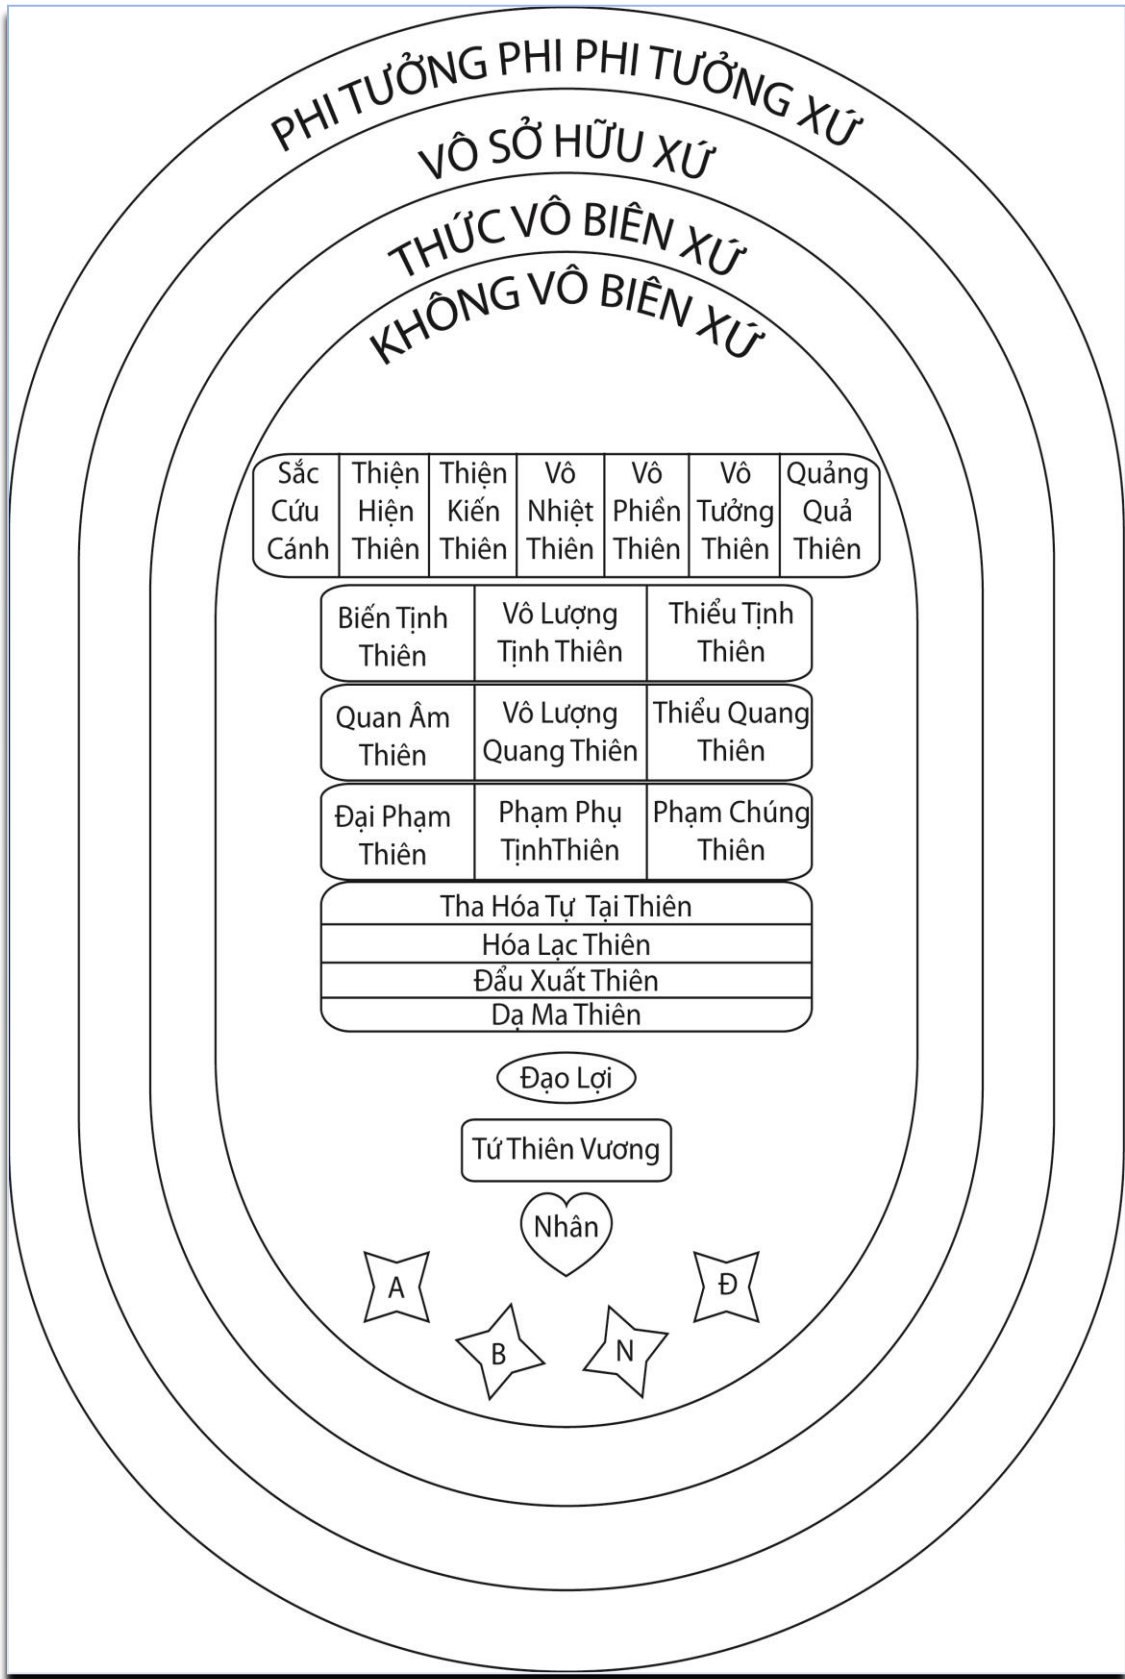 PHI TƯỞNG PHI PHI TƯỞNG XỨ
VÔ SỞ HỮU XỨ
THỨC VÔ BIÊN XỨ
KHÔNG VÔ BIÊN XỨ
Sắc Cứu Cánh
Thiện Hiện Thiên
Thiện Kiến Thiên
Vô Nhiệt Thiên
Vô Phiền Thiên
Vô Tưởng Thiên
Quảng Quả Thiên
Biến Tịnh
Thiên
Vô Lượng
Tịnh Thiên
Thiểu Tịnh
Thiên
Quan Âm
Thiên
Vô Lượng
Quang Thiên
Thiểu Quang
Thiên
Đại Phạm
Thiên
Phạm Phụ
TịnhThiên
Phạm Chúng
Thiên
Tha Hóa Tự Tại Thiên
Hóa Lạc Thiên
Đẩu Xuất Thiên
Dạ Ma Thiên
Đạo Lợi
Tứ Thiên Vương
Nhân
A
Đ
B
N